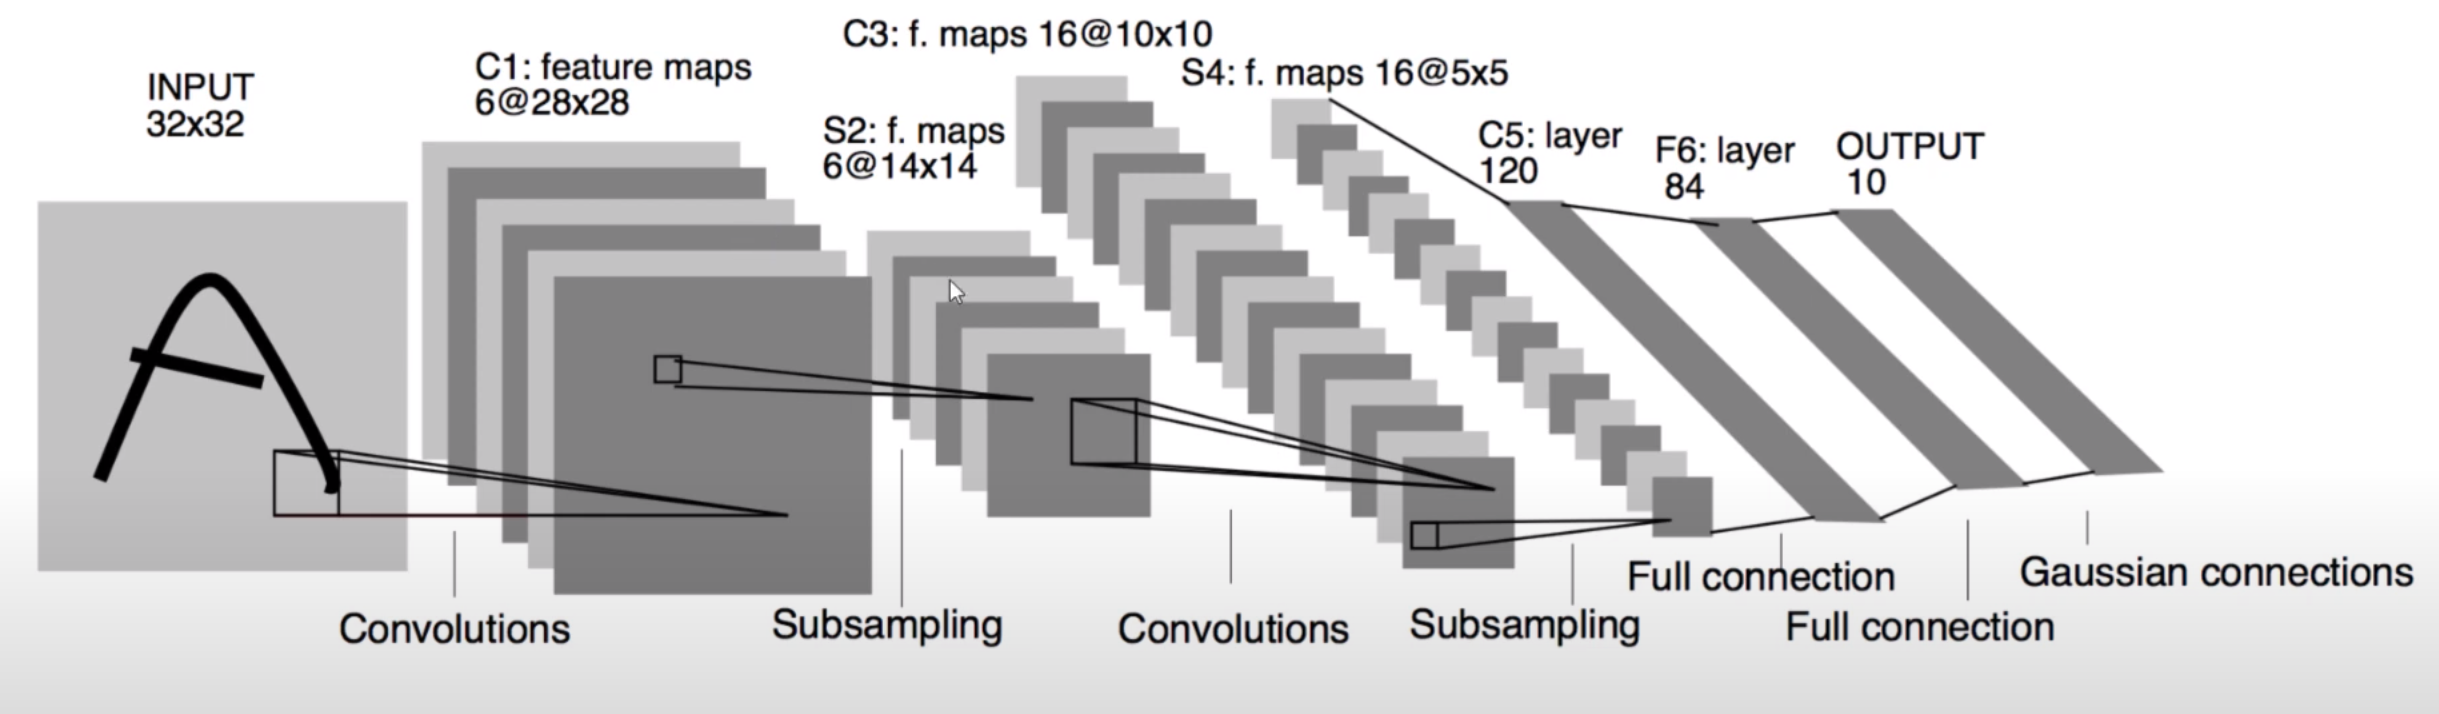 INPUT
32x32
C1: feature maps
6@28x28
S2: f. maps
6@14x14
C3: f. maps 16@10x10
S4: f. maps 16@5x5
C5: layer
120
F6: layer
84
OUTPUT
10
Convolutions
Subsampling
Convolutions
Subsampling
Full connection
Full connection
Gaussian connections